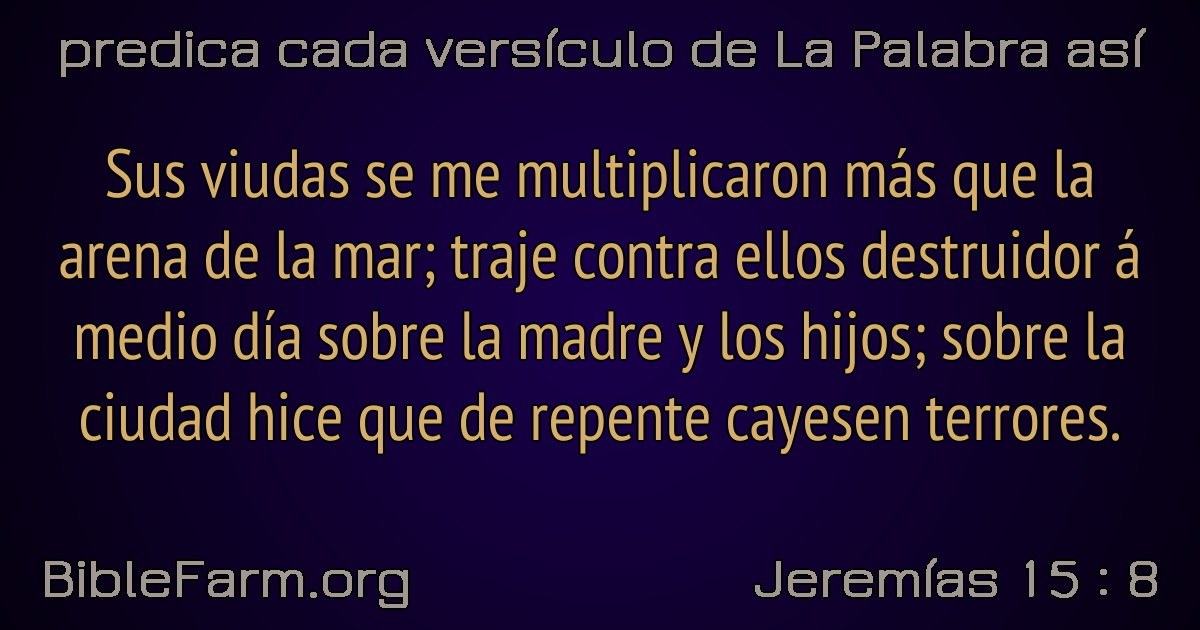 predica cada versículo de La Palabra así
Sus viudas se me multiplicaron más que la
arena de la mar; traje contra ellos destruidor á
medio día sobre la madre y los hijos; sobre la
ciudad hice que de repente cayesen terrores.
BibleFarm.org
Jeremías 15 : 8